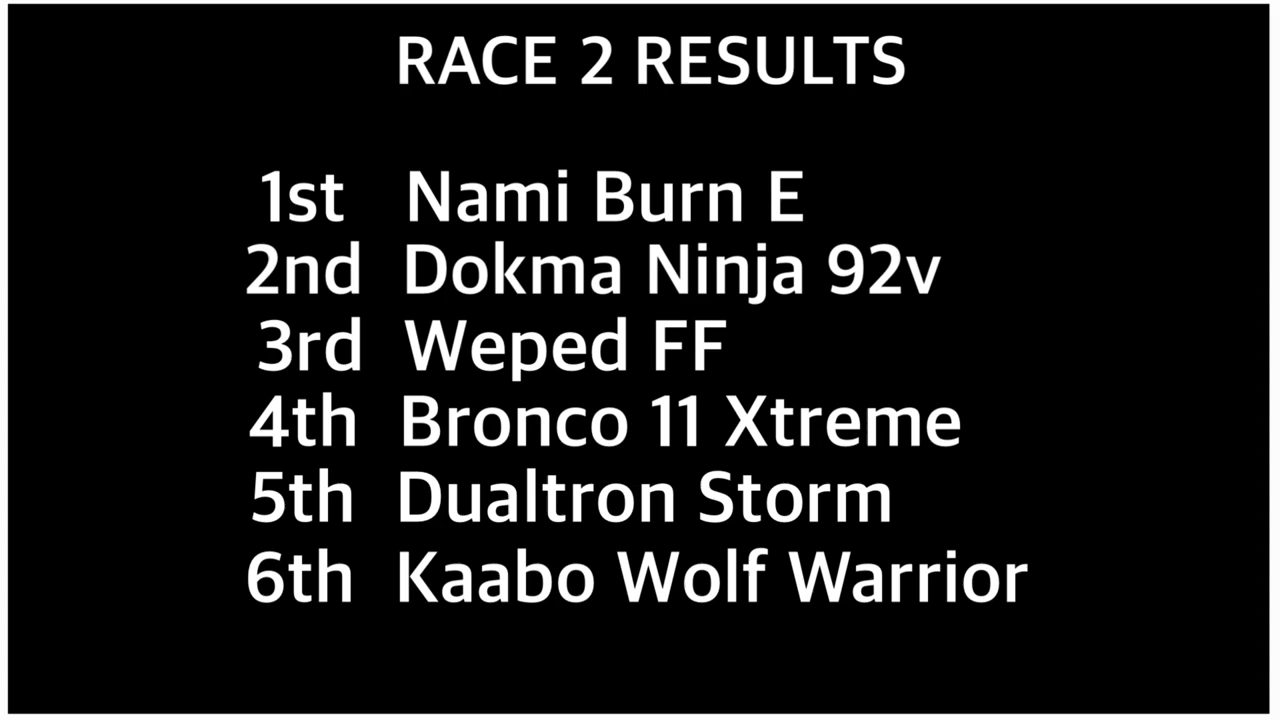 RACE 2 RESULTS
1st Nami Burn E
2nd Dokma Ninja 92v
3rd Weped FF
4th Bronco 11 Xtreme
5th Dualtron Storm
6th Kaabo Wolf Warrior